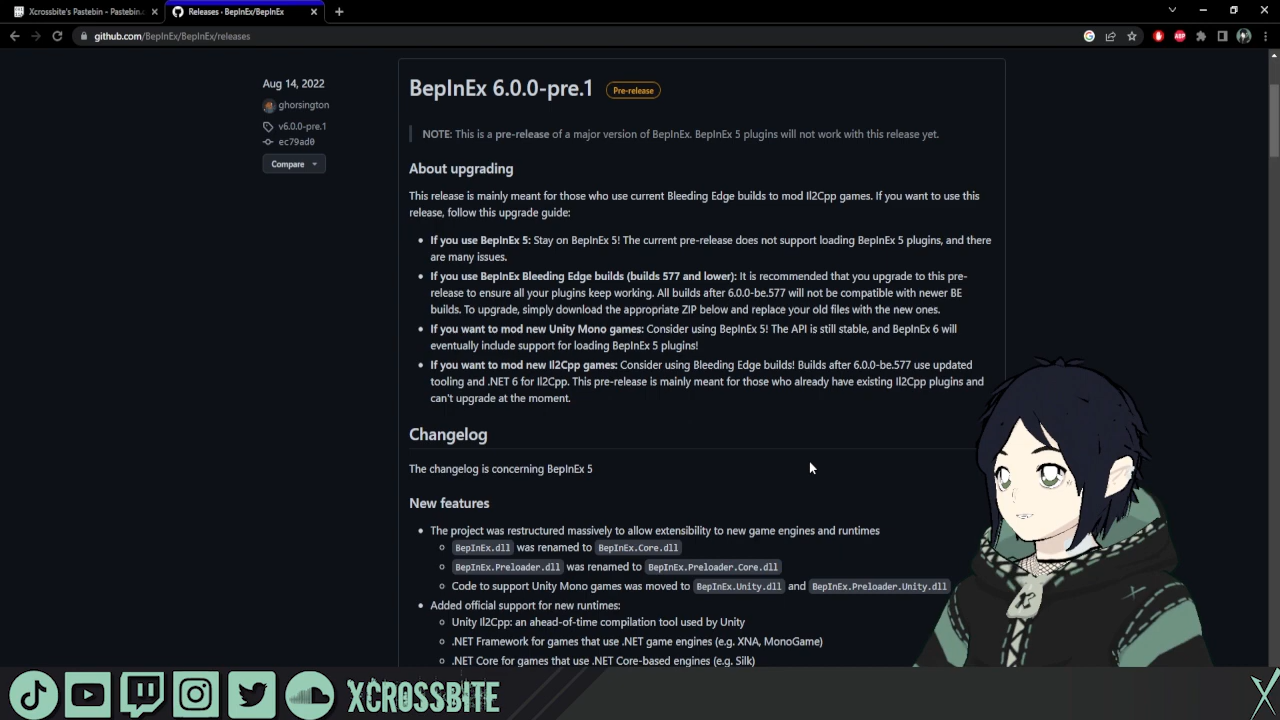 Xcrossbite's Pastebin - Pastebin.c
Releases · BepInEx/BepInEx
github.com/BepInEx/BepInEx/releases
ABP
Aug 14, 2022
ghorsington
v6.0.0-pre.1
ec79ad0
Compare
BepInEx 6.0.0-pre.1 Pre-release
NOTE: This is a pre-release of a major version of BepInEx. BepInEx 5 plugins will not work with this release yet.
About upgrading
This release is mainly meant for those who use current Bleeding Edge builds to mod Il2Cpp games. If you want to use this
release, follow this upgrade guide:
If you use BepInEx 5: Stay on BepInEx 5! The current pre-release does not support loading BepInEx 5 plugins, and there
are many issues.
If you use BepInEx Bleeding Edge builds (builds 577 and lower): It is recommended that you upgrade to this pre-
release to ensure all your plugins keep working. All builds after 6.0.0-be.577 will not be compatible with newer BE
builds. To upgrade, simply download the appropriate ZIP below and replace your old files with the new ones.
If you want to mod new Unity Mono games: Consider using BepInEx 5! The API is still stable, and BepInEx 6 will
eventually include support for loading BepInEx 5 plugins!
If you want to mod new Il2Cpp games: Consider using Bleeding Edge builds! Builds after 6.0.0-be.577 use updated
tooling and .NET 6 for Il2Cpp. This pre-release is mainly meant for those who already have existing Il2Cpp plugins and
can't upgrade at the moment.
Changelog
The changelog is concerning BepInEx 5
New features
The project was restructured massively to allow extensibility to new game engines and runtimes
BepInEx.dll was renamed to BepInEx.Core.dll
BepInEx.Preloader.dll was renamed to BepInEx.Preloader.Core.dll
Code to support Unity Mono games was moved to BepInEx.Unity.dll and BepInEx.Preloader.Unity.dll
Added official support for new runtimes:
Unity Il2Cpp: an ahead-of-time compilation tool used by Unity
.NET Framework for games that use .NET game engines (e.g. XNA, MonoGame)
.NET Core for games that use .NET Core-based engines (e.g. Silk)
XCROSSBITE
X